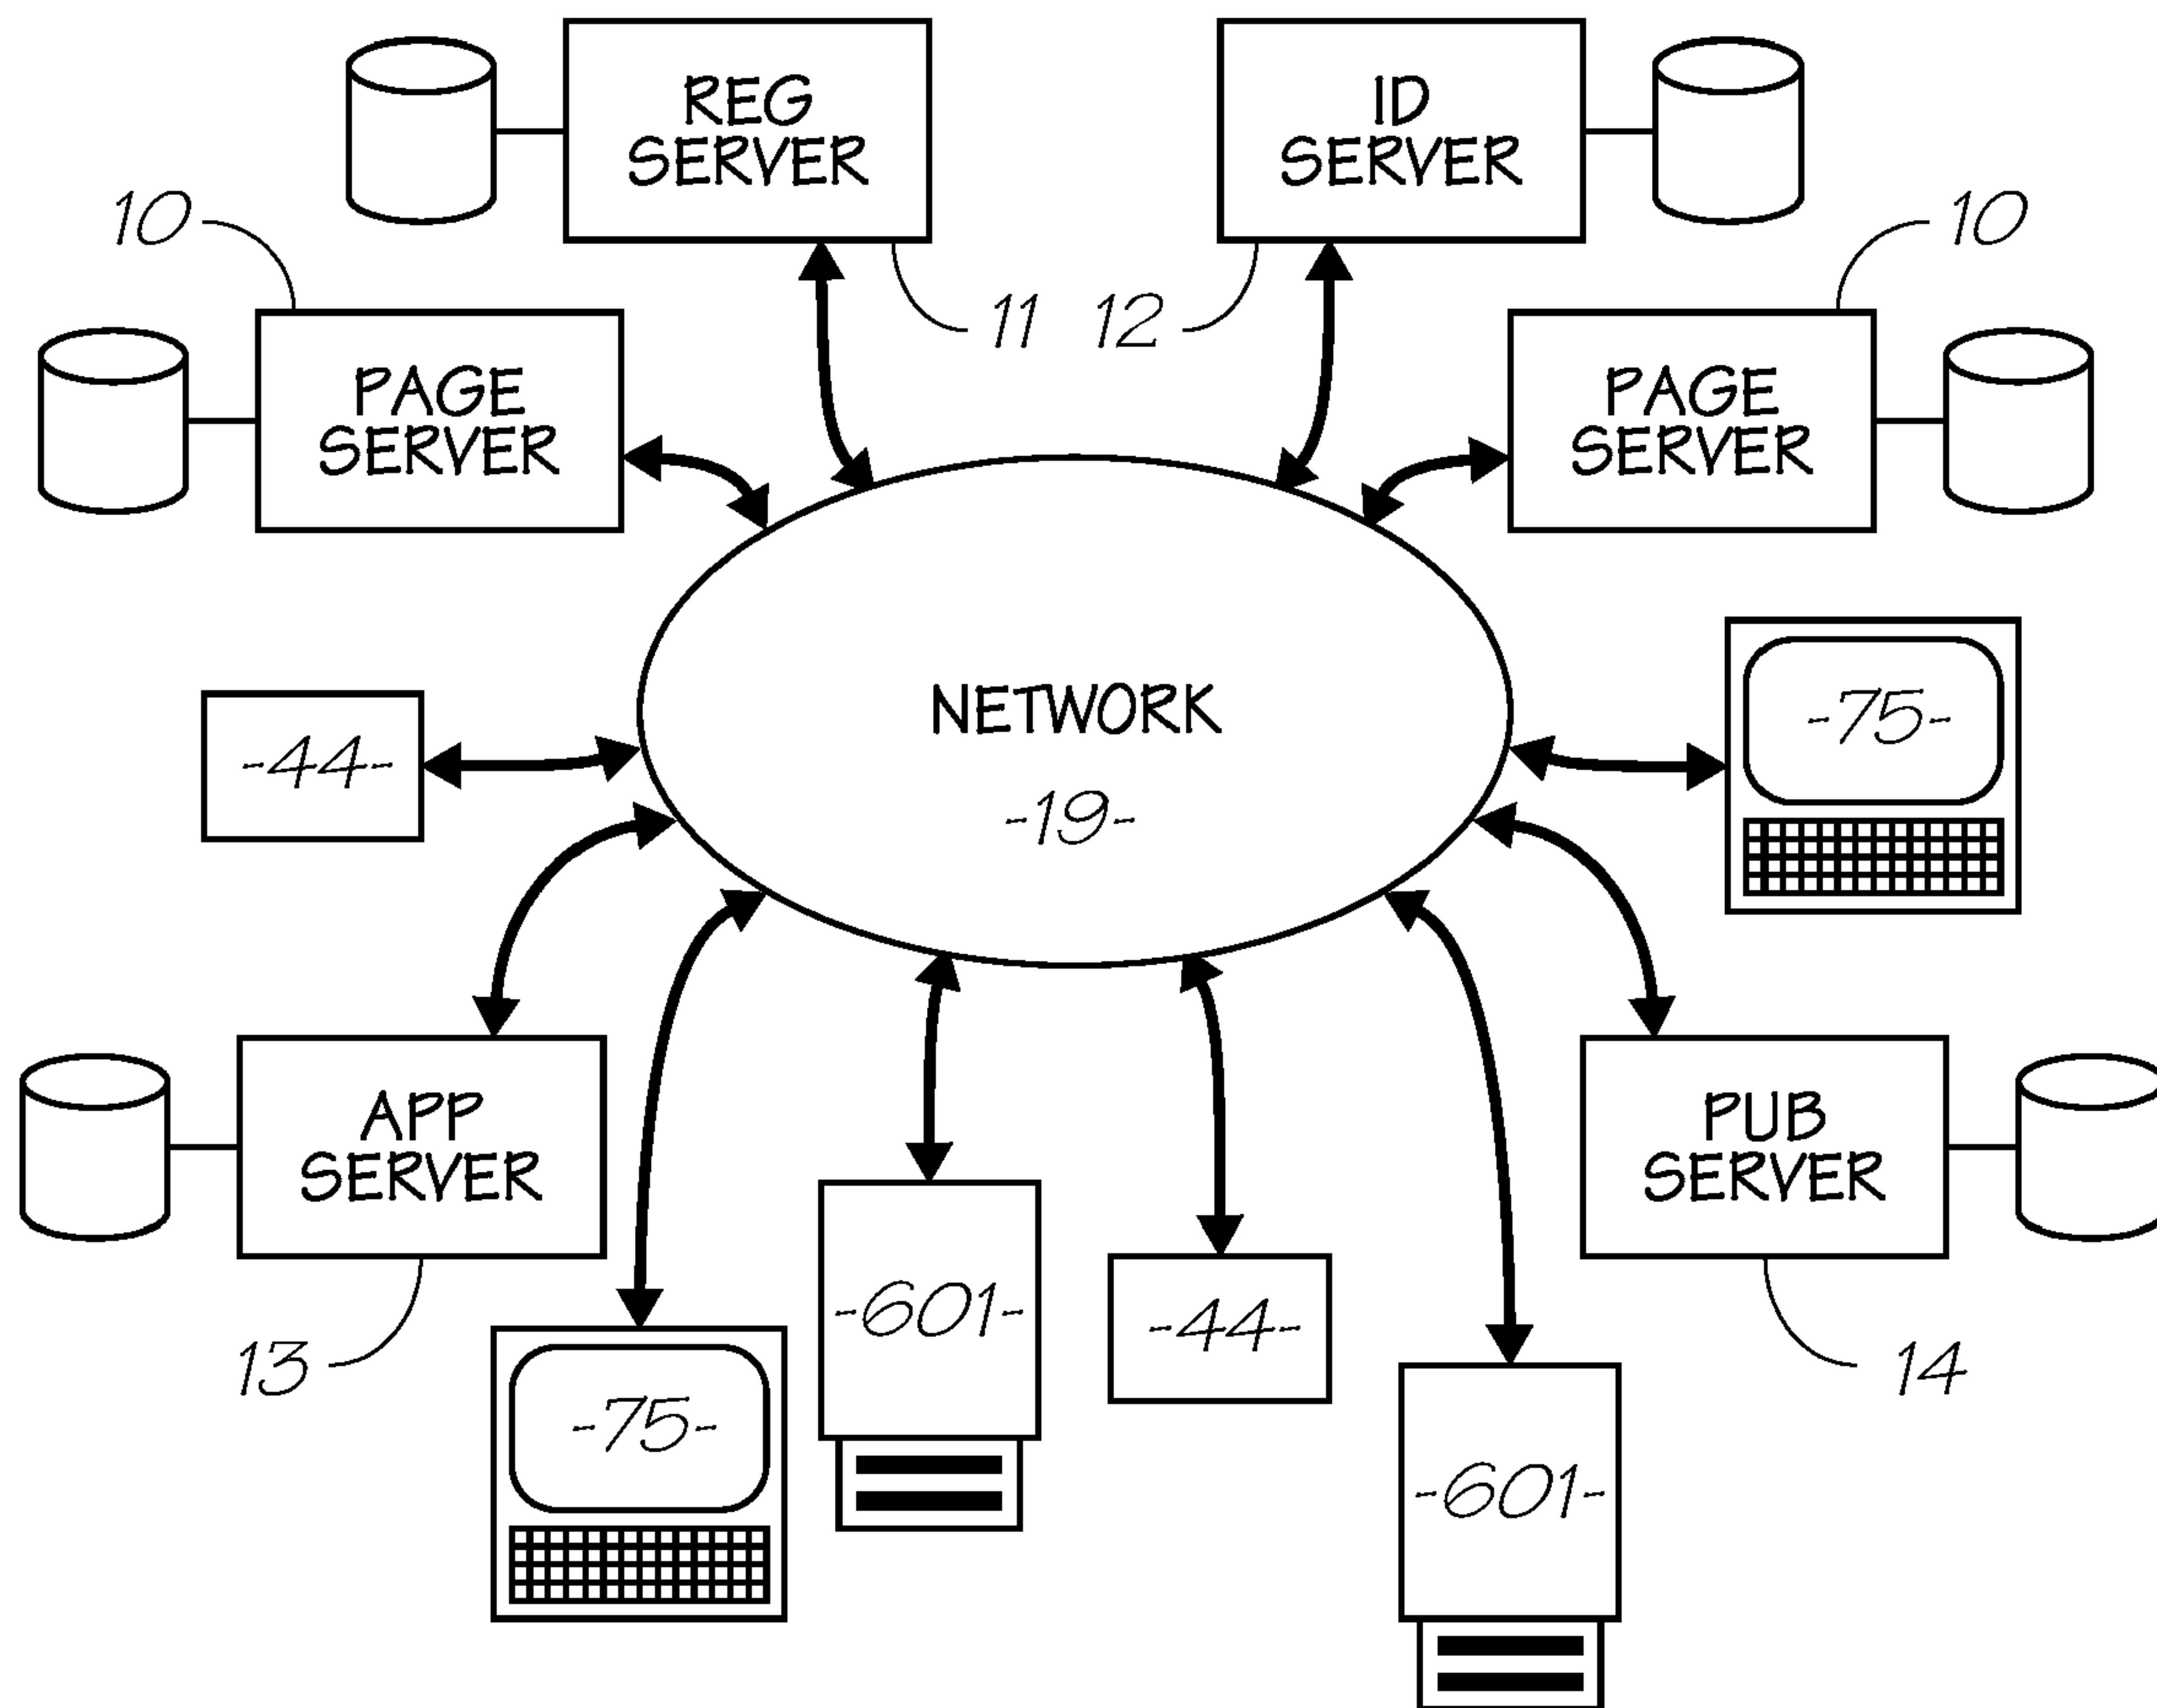 REG
SERVER
ID
SERVER
10
10
11
12
PAGE
SERVER
PAGE
SERVER
NETWORK
-19-
-44-
-75-
APP
SERVER
PUB
SERVER
13
14
-601-
-44-
-75-
-601-